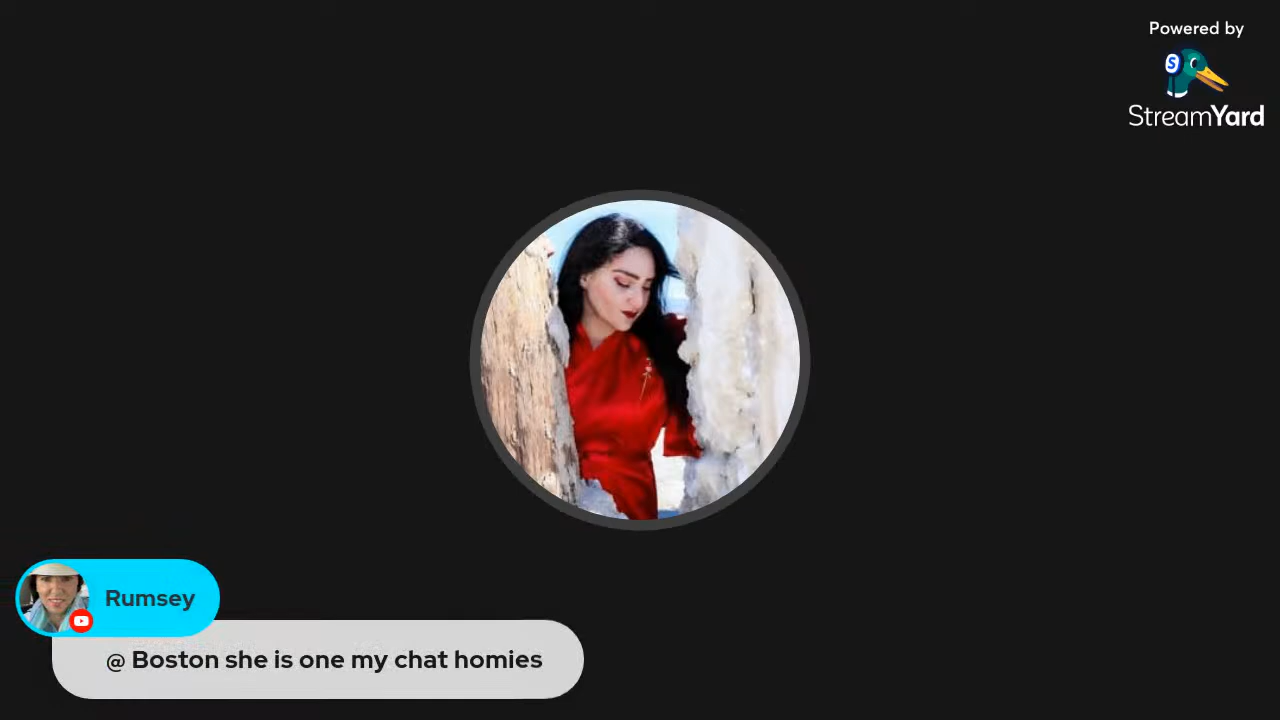 Powered by
S
StreamYard
Rumsey
@ Boston she is one my chat homies